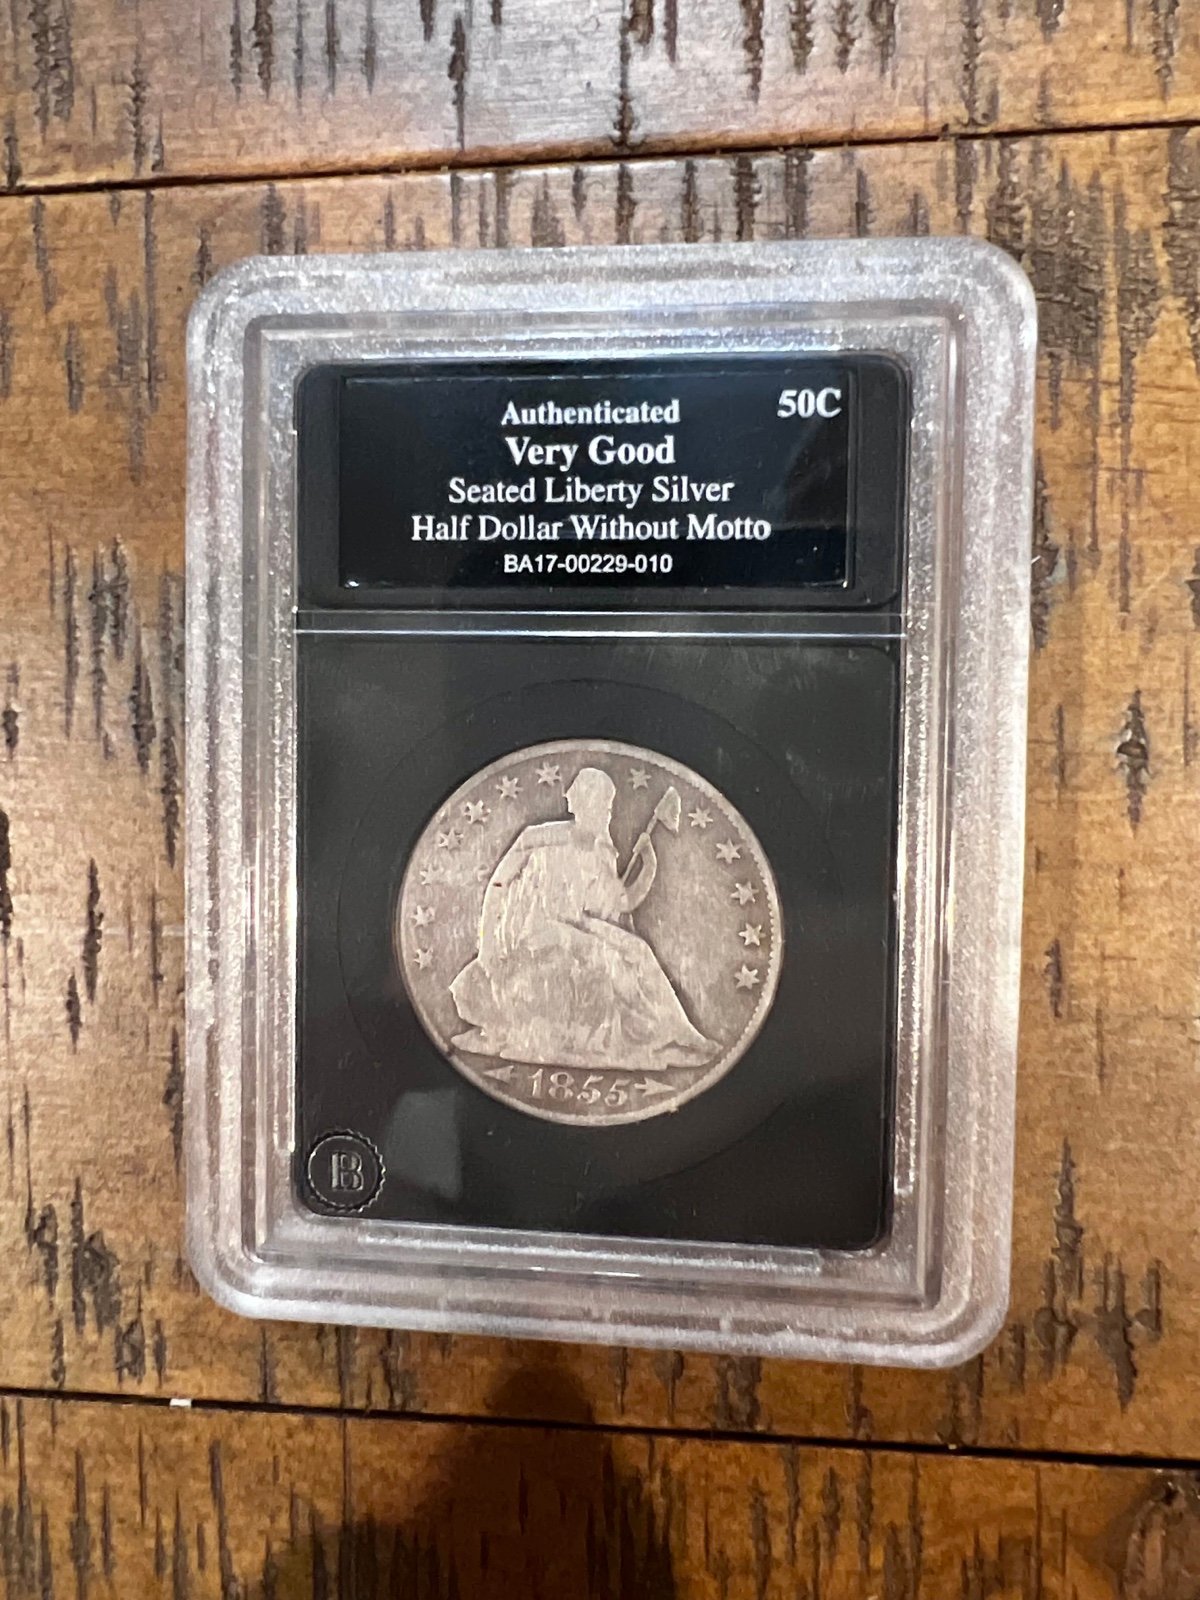 Authenticated
50C
Very Good
Seated Liberty Silver
Half Dollar Without Motto
BA17-00229-010
1855
B